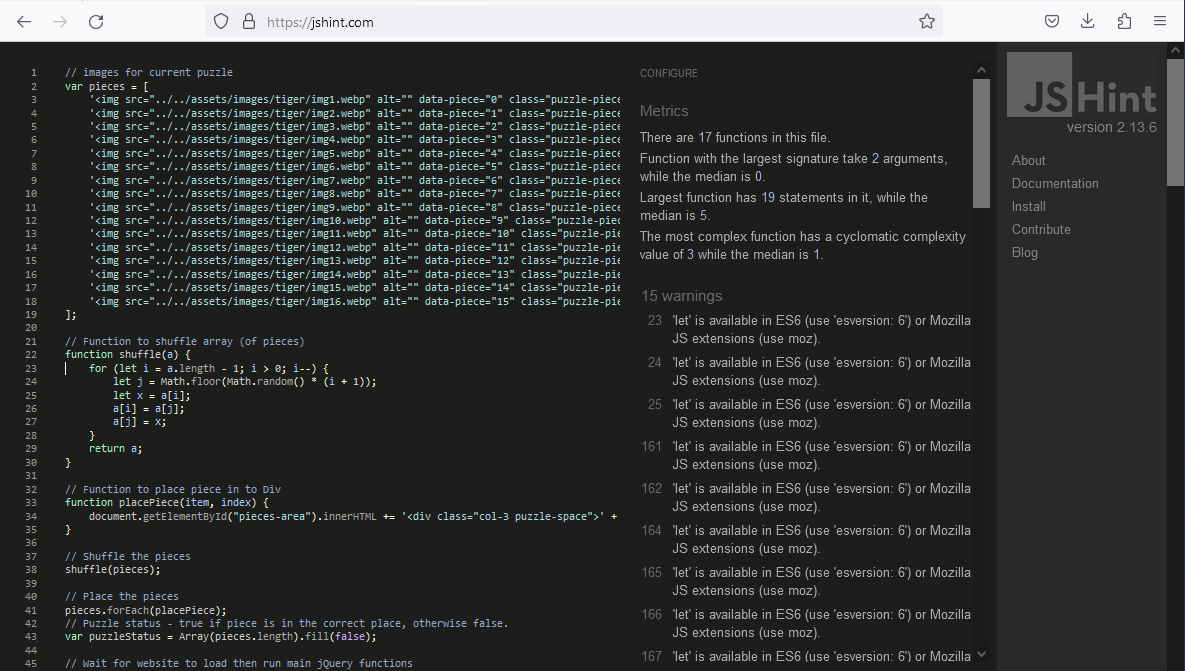 https://jshint.com
1 // images for current puzzle
2 var pieces = [
3 '<img src="../../assets/images/tiger/img1.webp" alt="" data-piece="0" class="puzzle-piece
4 '<img src="../../assets/images/tiger/img2.webp" alt="" data-piece="1" class="puzzle-piece
5 '<img src="../../assets/images/tiger/img3.webp" alt="" data-piece="2" class="puzzle-piece
6 '<img src="../../assets/images/tiger/img4.webp" alt="" data-piece="3" class="puzzle-piece
7 '<img src="../../assets/images/tiger/img5.webp" alt="" data-piece="4" class="puzzle-piece
8 '<img src="../../assets/images/tiger/img6.webp" alt="" data-piece="5" class="puzzle-piece
9 '<img src="../../assets/images/tiger/img7.webp" alt="" data-piece="6" class="puzzle-piece
10 '<img src="../../assets/images/tiger/img8.webp" alt="" data-piece="7" class="puzzle-piece
11 '<img src="../../assets/images/tiger/img9.webp" alt="" data-piece="8" class="puzzle-piece
12 '<img src="../../assets/images/tiger/img10.webp" alt="" data-piece="9" class="puzzle-piec
13 '<img src="../../assets/images/tiger/img11.webp" alt="" data-piece="10" class="puzzle-pie
14 '<img src="../../assets/images/tiger/img12.webp" alt="" data-piece="11" class="puzzle-pie
15 '<img src="../../assets/images/tiger/img13.webp" alt="" data-piece="12" class="puzzle-pie
16 '<img src="../../assets/images/tiger/img14.webp" alt="" data-piece="13" class="puzzle-pie
17 '<img src="../../assets/images/tiger/img15.webp" alt="" data-piece="14" class="puzzle-pie
18 '<img src="../../assets/images/tiger/img16.webp" alt="" data-piece="15" class="puzzle-pie
19 ];
20
21 // Function to shuffle array (of pieces)
22 function shuffle(a) {
23 for (let i = a.length - 1; i > 0; i--) {
24 let j = Math.floor(Math.random() * (i + 1));
25 let x = a[i];
26 a[i] = a[j];
27 a[j] = x;
28 }
29 return a;
30 }
31
32 // Function to place piece in to Div
33 function placePiece(item, index) {
34 document.getElementById("pieces-area").innerHTML += '<div class="col-3 puzzle-space">' +
35 }
36
37 // Shuffle the pieces
38 shuffle(pieces);
39
40 // Place the pieces
41 pieces.forEach(placePiece);
42 // Puzzle status - true if piece is in the correct place, otherwise false.
43 var puzzleStatus = Array(pieces.length).fill(false);
44
45 // Wait for website to load then run main jQuery functions
CONFIGURE
Metrics
There are 17 functions in this file.
Function with the largest signature take 2 arguments,
while the median is 0.
Largest function has 19 statements in it, while the
median is 5.
The most complex function has a cyclomatic complexity
value of 3 while the median is 1.
15 warnings
23 'let' is available in ES6 (use 'esversion: 6') or Mozilla
JS extensions (use moz).
24 'let' is available in ES6 (use 'esversion: 6') or Mozilla
JS extensions (use moz).
25 'let' is available in ES6 (use 'esversion: 6') or Mozilla
JS extensions (use moz).
161 'let' is available in ES6 (use 'esversion: 6') or Mozilla
JS extensions (use moz).
162 'let' is available in ES6 (use 'esversion: 6') or Mozilla
JS extensions (use moz).
164 'let' is available in ES6 (use 'esversion: 6') or Mozilla
JS extensions (use moz).
165 'let' is available in ES6 (use 'esversion: 6') or Mozilla
JS extensions (use moz).
166 'let' is available in ES6 (use 'esversion: 6') or Mozilla
JS extensions (use moz).
167 'let' is available in ES6 (use 'esversion: 6') or Mozilla
JSHint
version 2.13.6
About
Documentation
Install
Contribute
Blog